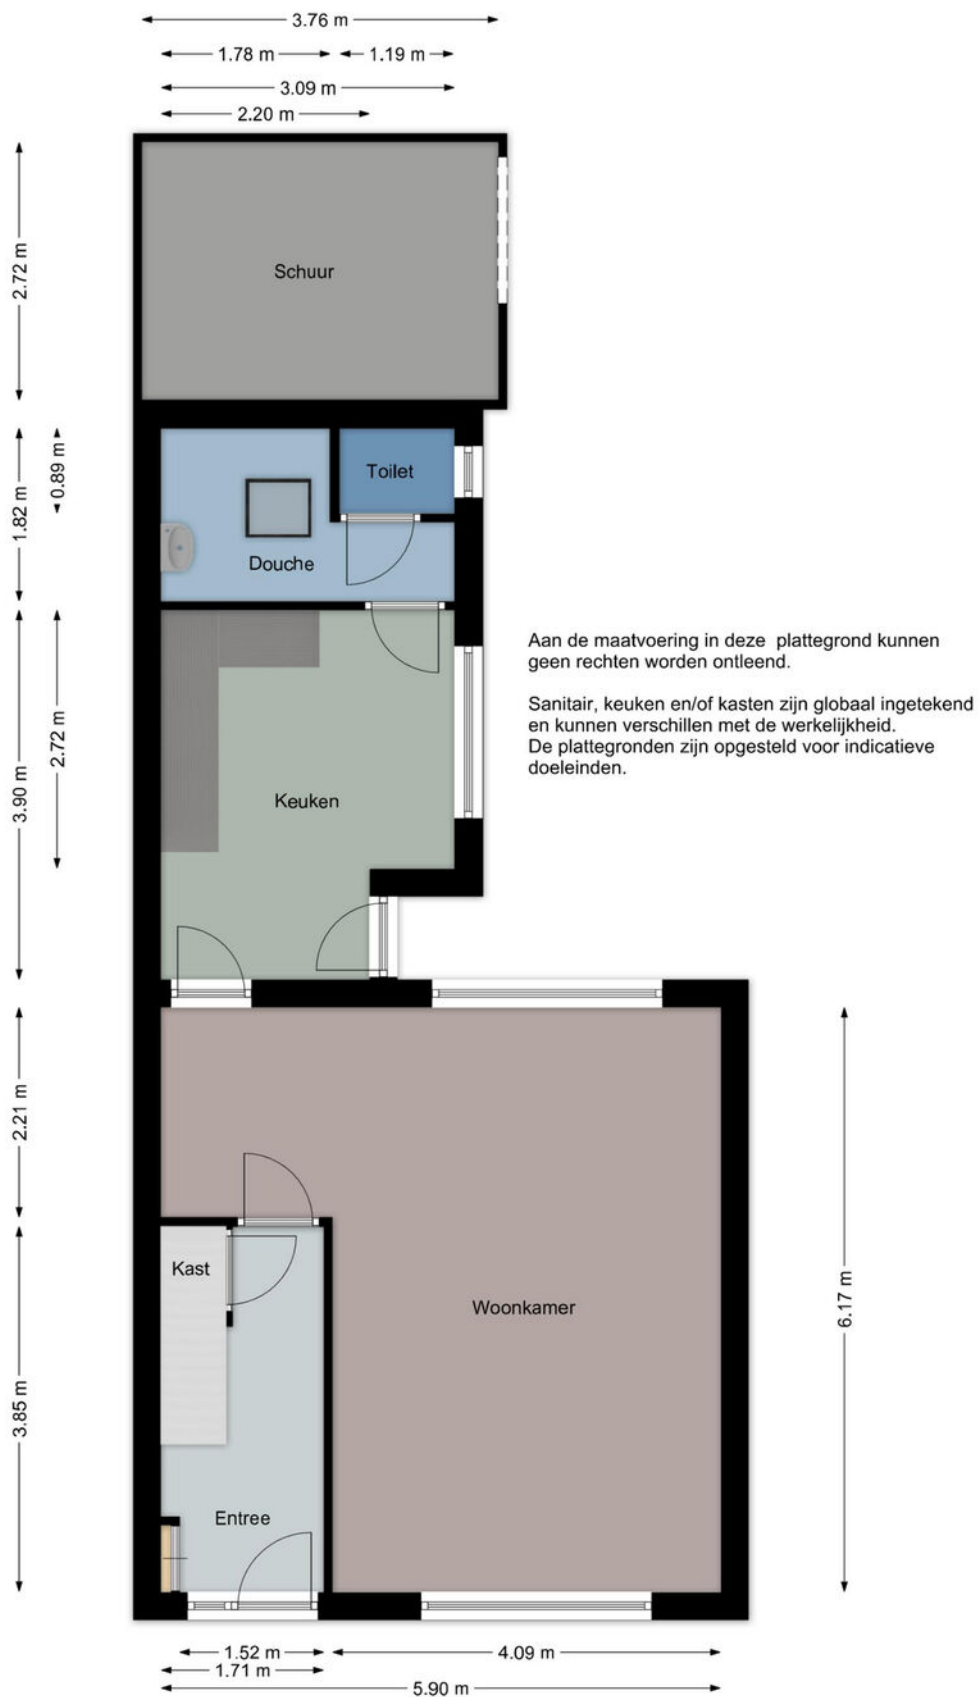 3.76 m
1.78 m
1.19 m
3.09 m
2.20 m
2.72 m
Schuur
0.89 m
1.82 m
Toilet
Douche
Aan de maatvoering in deze plattegrond kunnen
geen rechten worden ontleend.
Sanitair, keuken en/of kasten zijn globaal ingetekend
en kunnen verschillen met de werkelijkheid.
De plattegronden zijn opgesteld voor indicatieve
doeleinden.
2.72 m
3.90 m
Keuken
2.21 m
Kast
Woonkamer
6.17 m
3.85 m
Entree
1.52 m
4.09 m
1.71 m
5.90 m